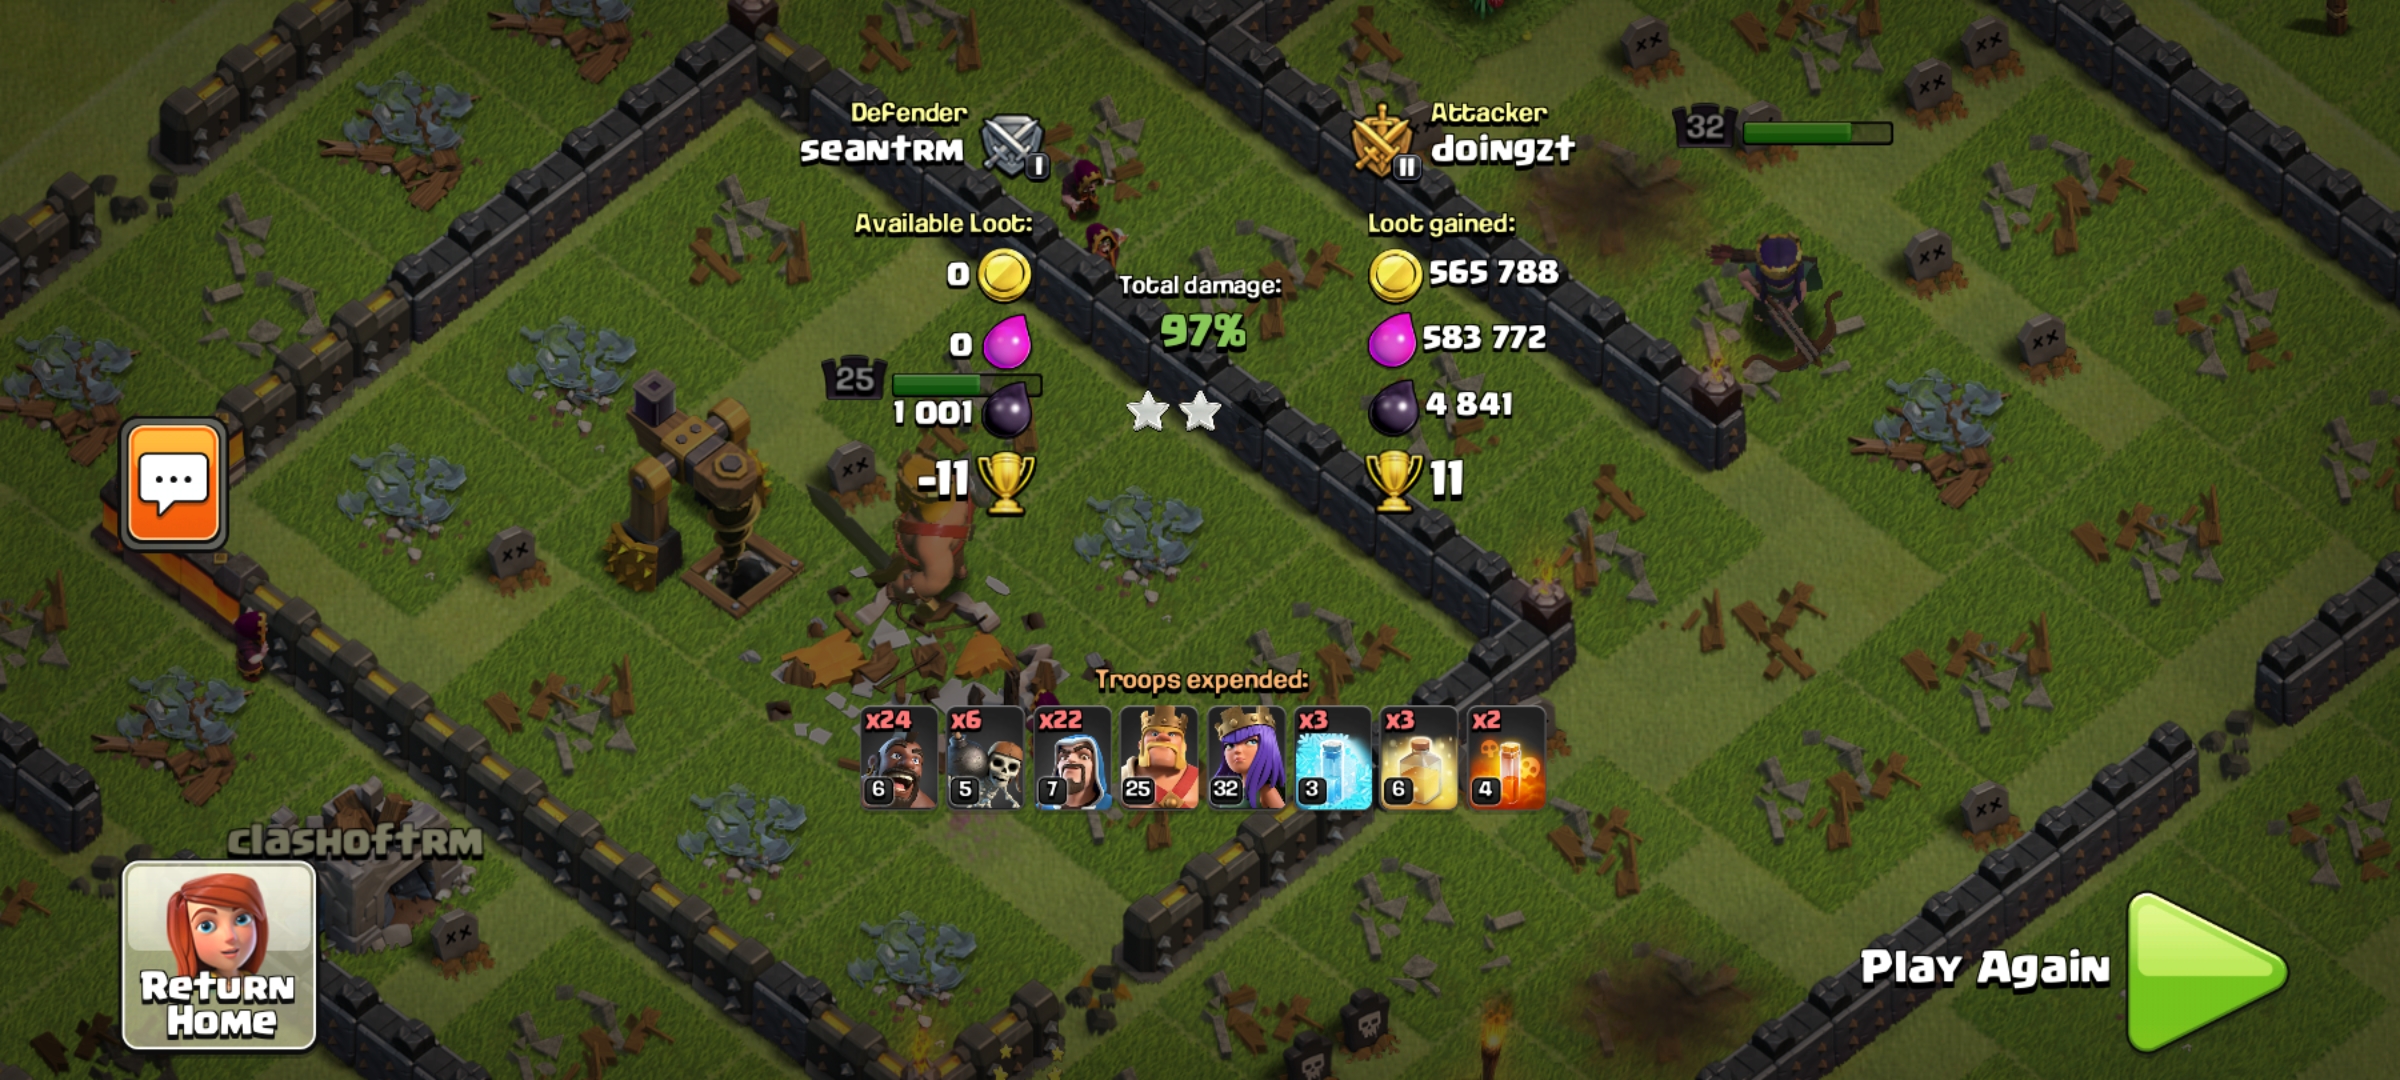 Defender
seantrm
I
Attacker
doingzt
II
32
Available Loot:
0
0
25
1 001
-11
Total damage:
97%
Loot gained:
565 788
583 772
4 841
11
Troops expended:
x24 x6 x22 x3 x3 x2
6 5 7 25 32 3 6 4
clashoftrm
Return
Home
Play Again